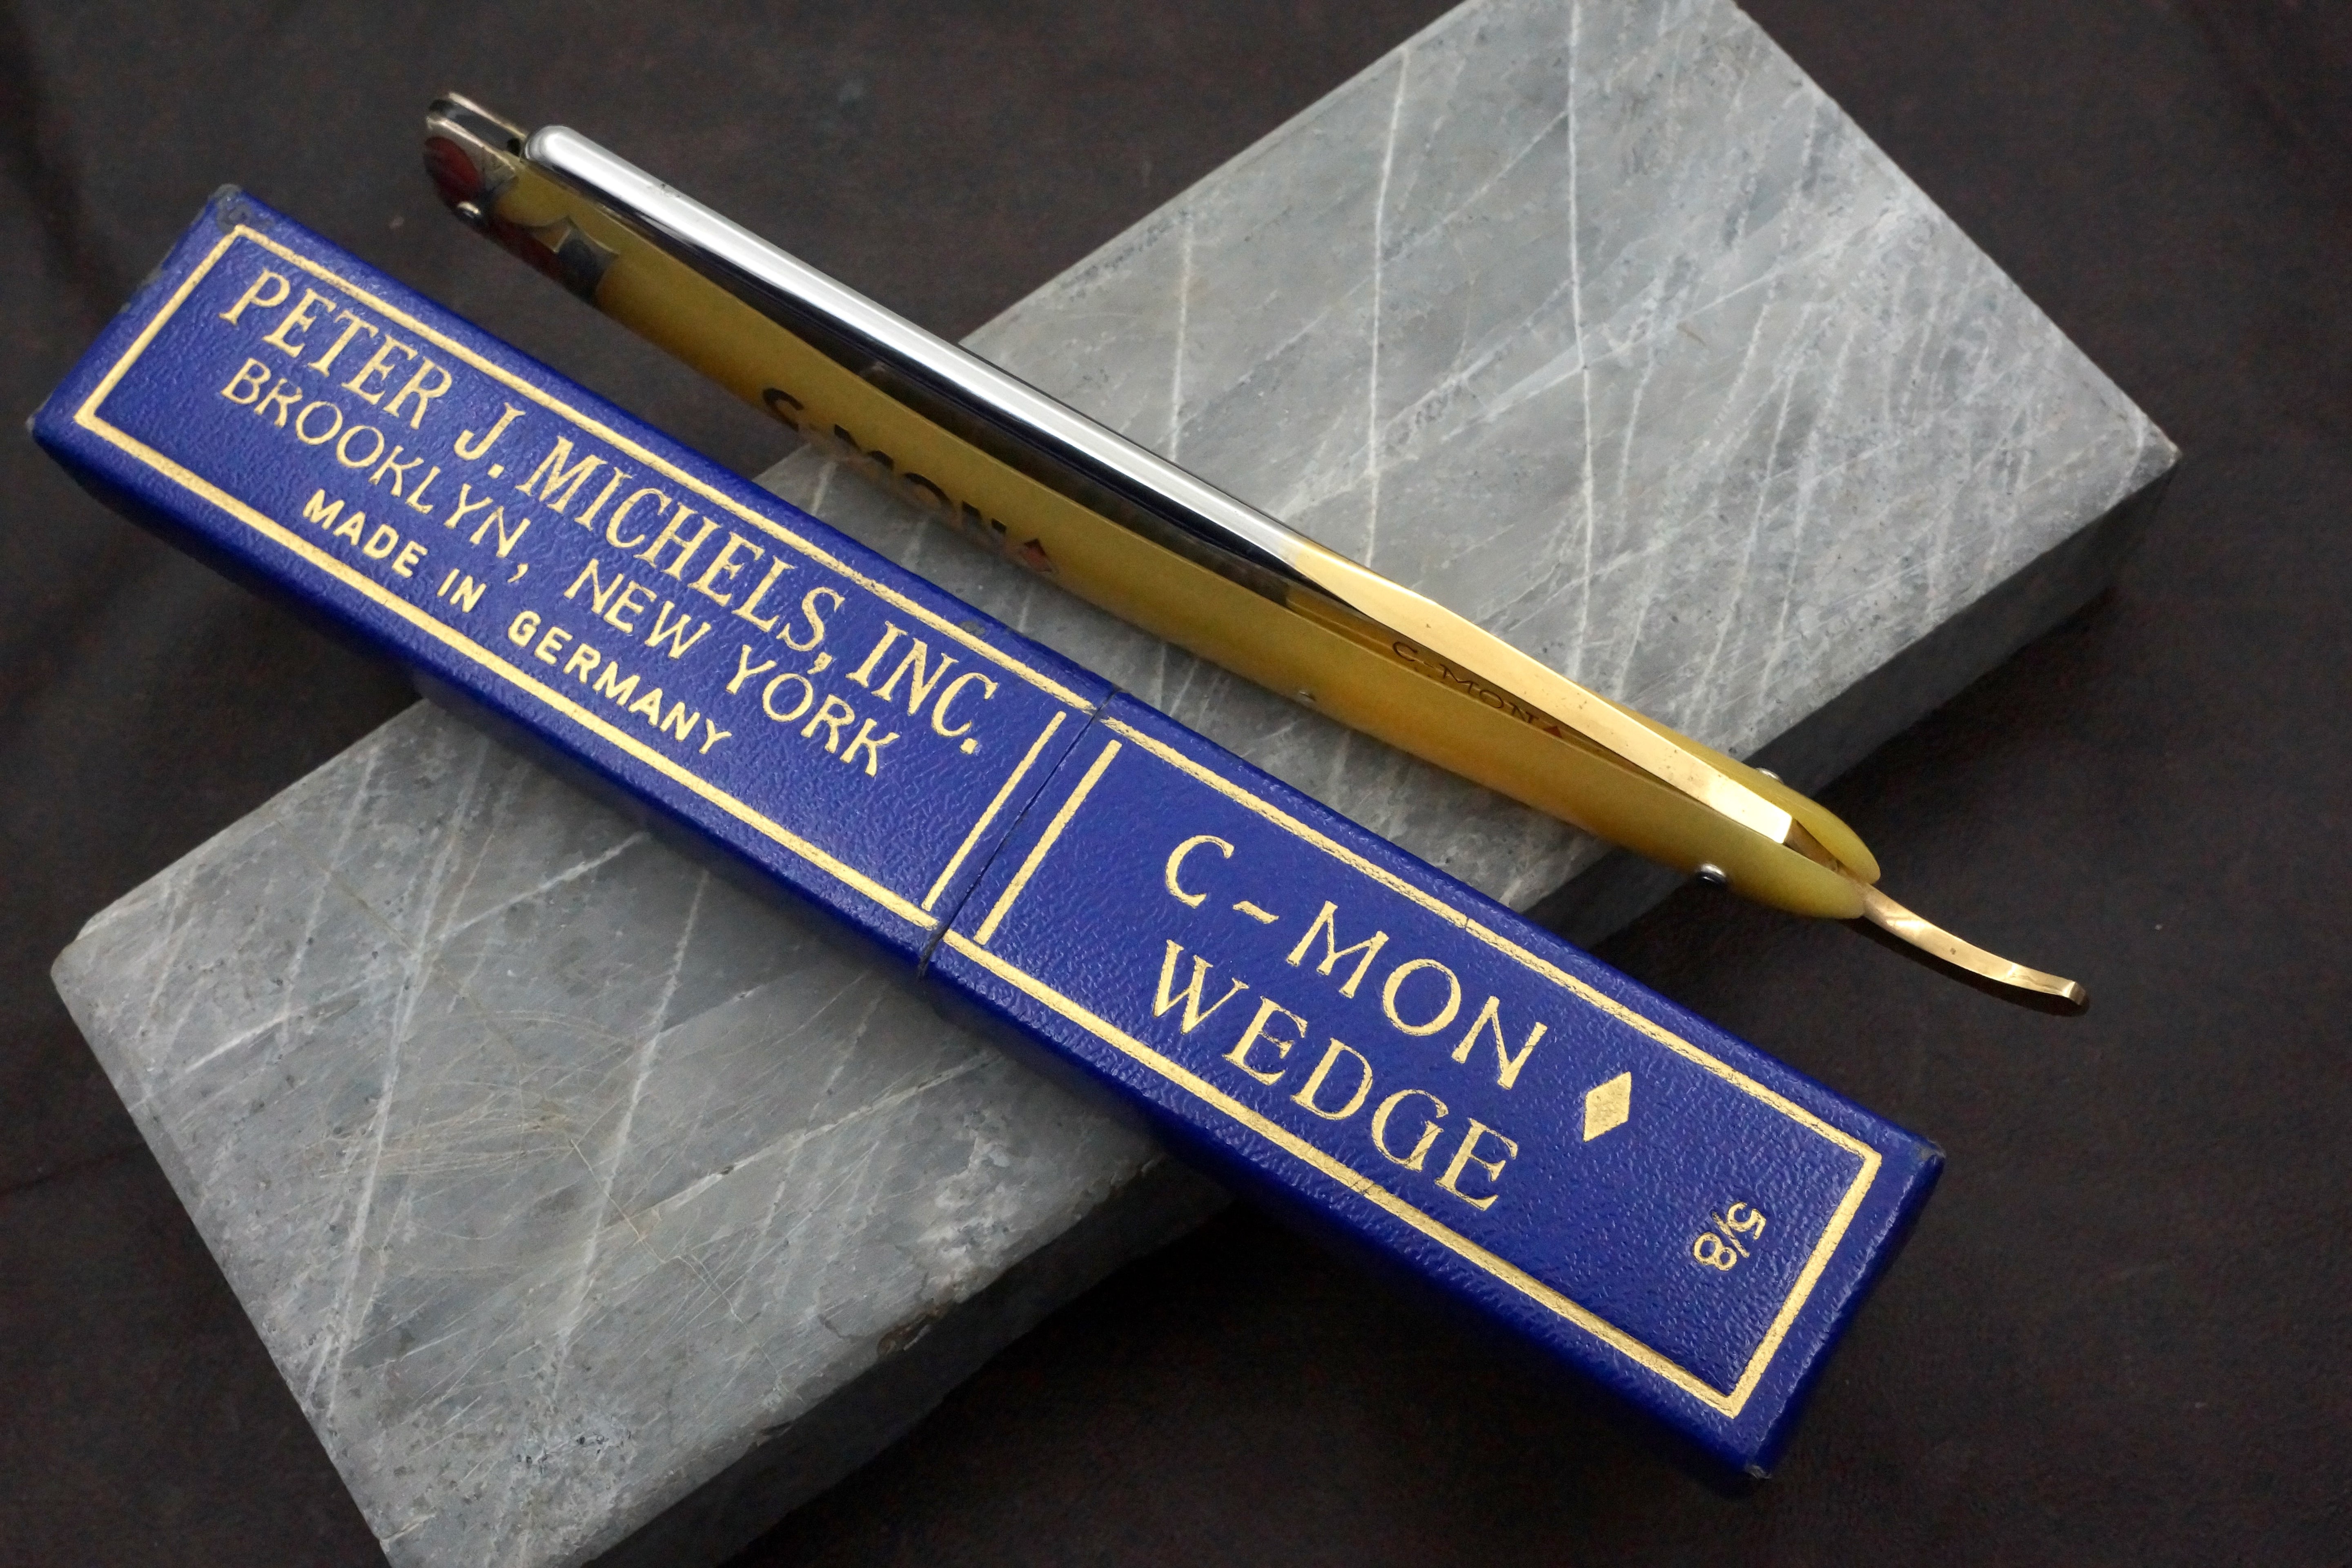 PETER J. MICHELS, INC.
BROOKLYN, NEW YORK
MADE IN GERMANY
C-MON
WEDGE
5/8
C-MON
C-MON